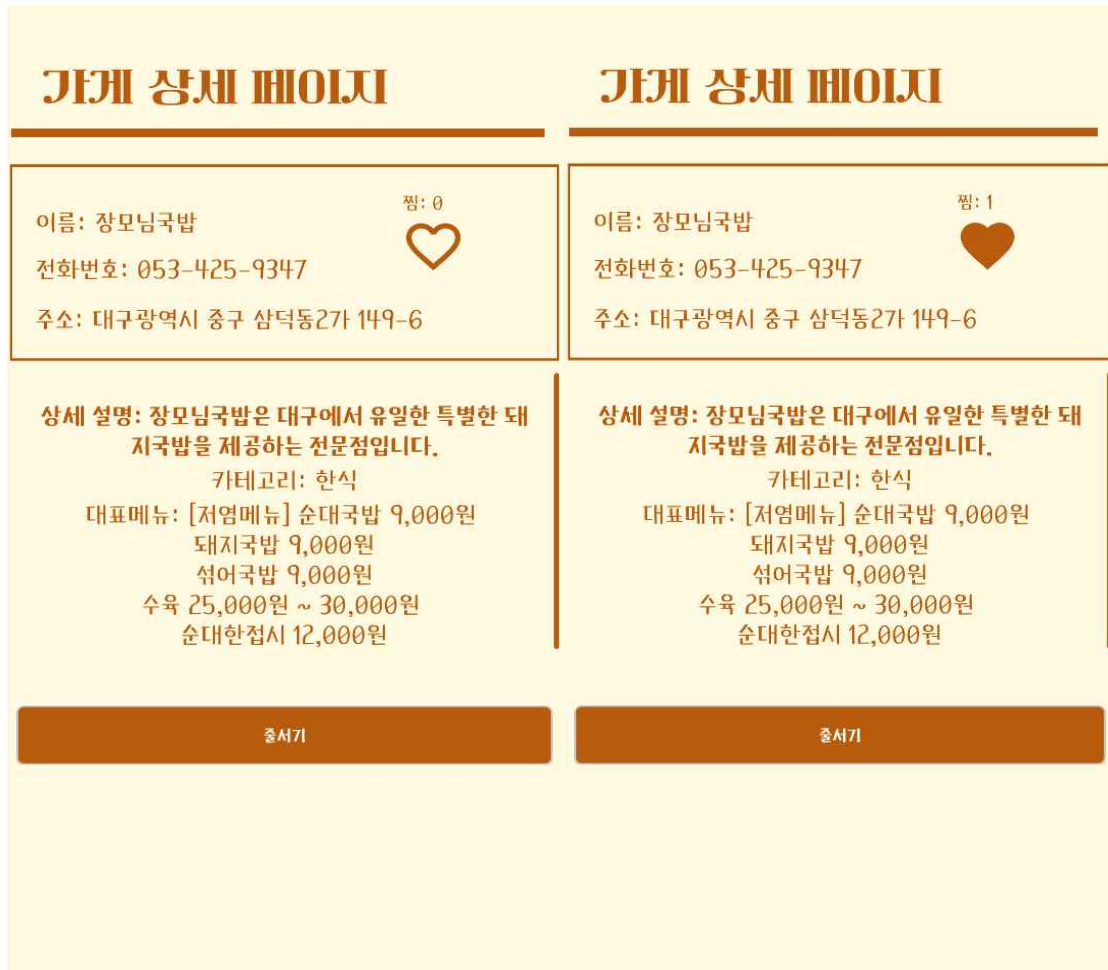 가게 상세 페이지
이름: 장모님국밥
찜: 0
전화번호: 053-425-9347
주소: 대구광역시 중구 삼덕동2가 149-6
상세 설명: 장모님국밥은 대구에서 유일한 특별한 돼
지국밥을 제공하는 전문점입니다.
카테고리: 한식
대표메뉴: [저염메뉴] 순대국밥 9,000원
돼지국밥 9,000원
섞어국밥 9,000원
수육 25,000원 ~ 30,000원
순대한접시 12,000원
줄서기
가게 상세 페이지
이름: 장모님국밥
찜: 1
전화번호: 053-425-9347
주소: 대구광역시 중구 삼덕동2가 149-6
상세 설명: 장모님국밥은 대구에서 유일한 특별한 돼
지국밥을 제공하는 전문점입니다.
카테고리: 한식
대표메뉴: [저염메뉴] 순대국밥 9,000원
돼지국밥 9,000원
섞어국밥 9,000원
수육 25,000원 ~ 30,000원
순대한접시 12,000원
줄서기